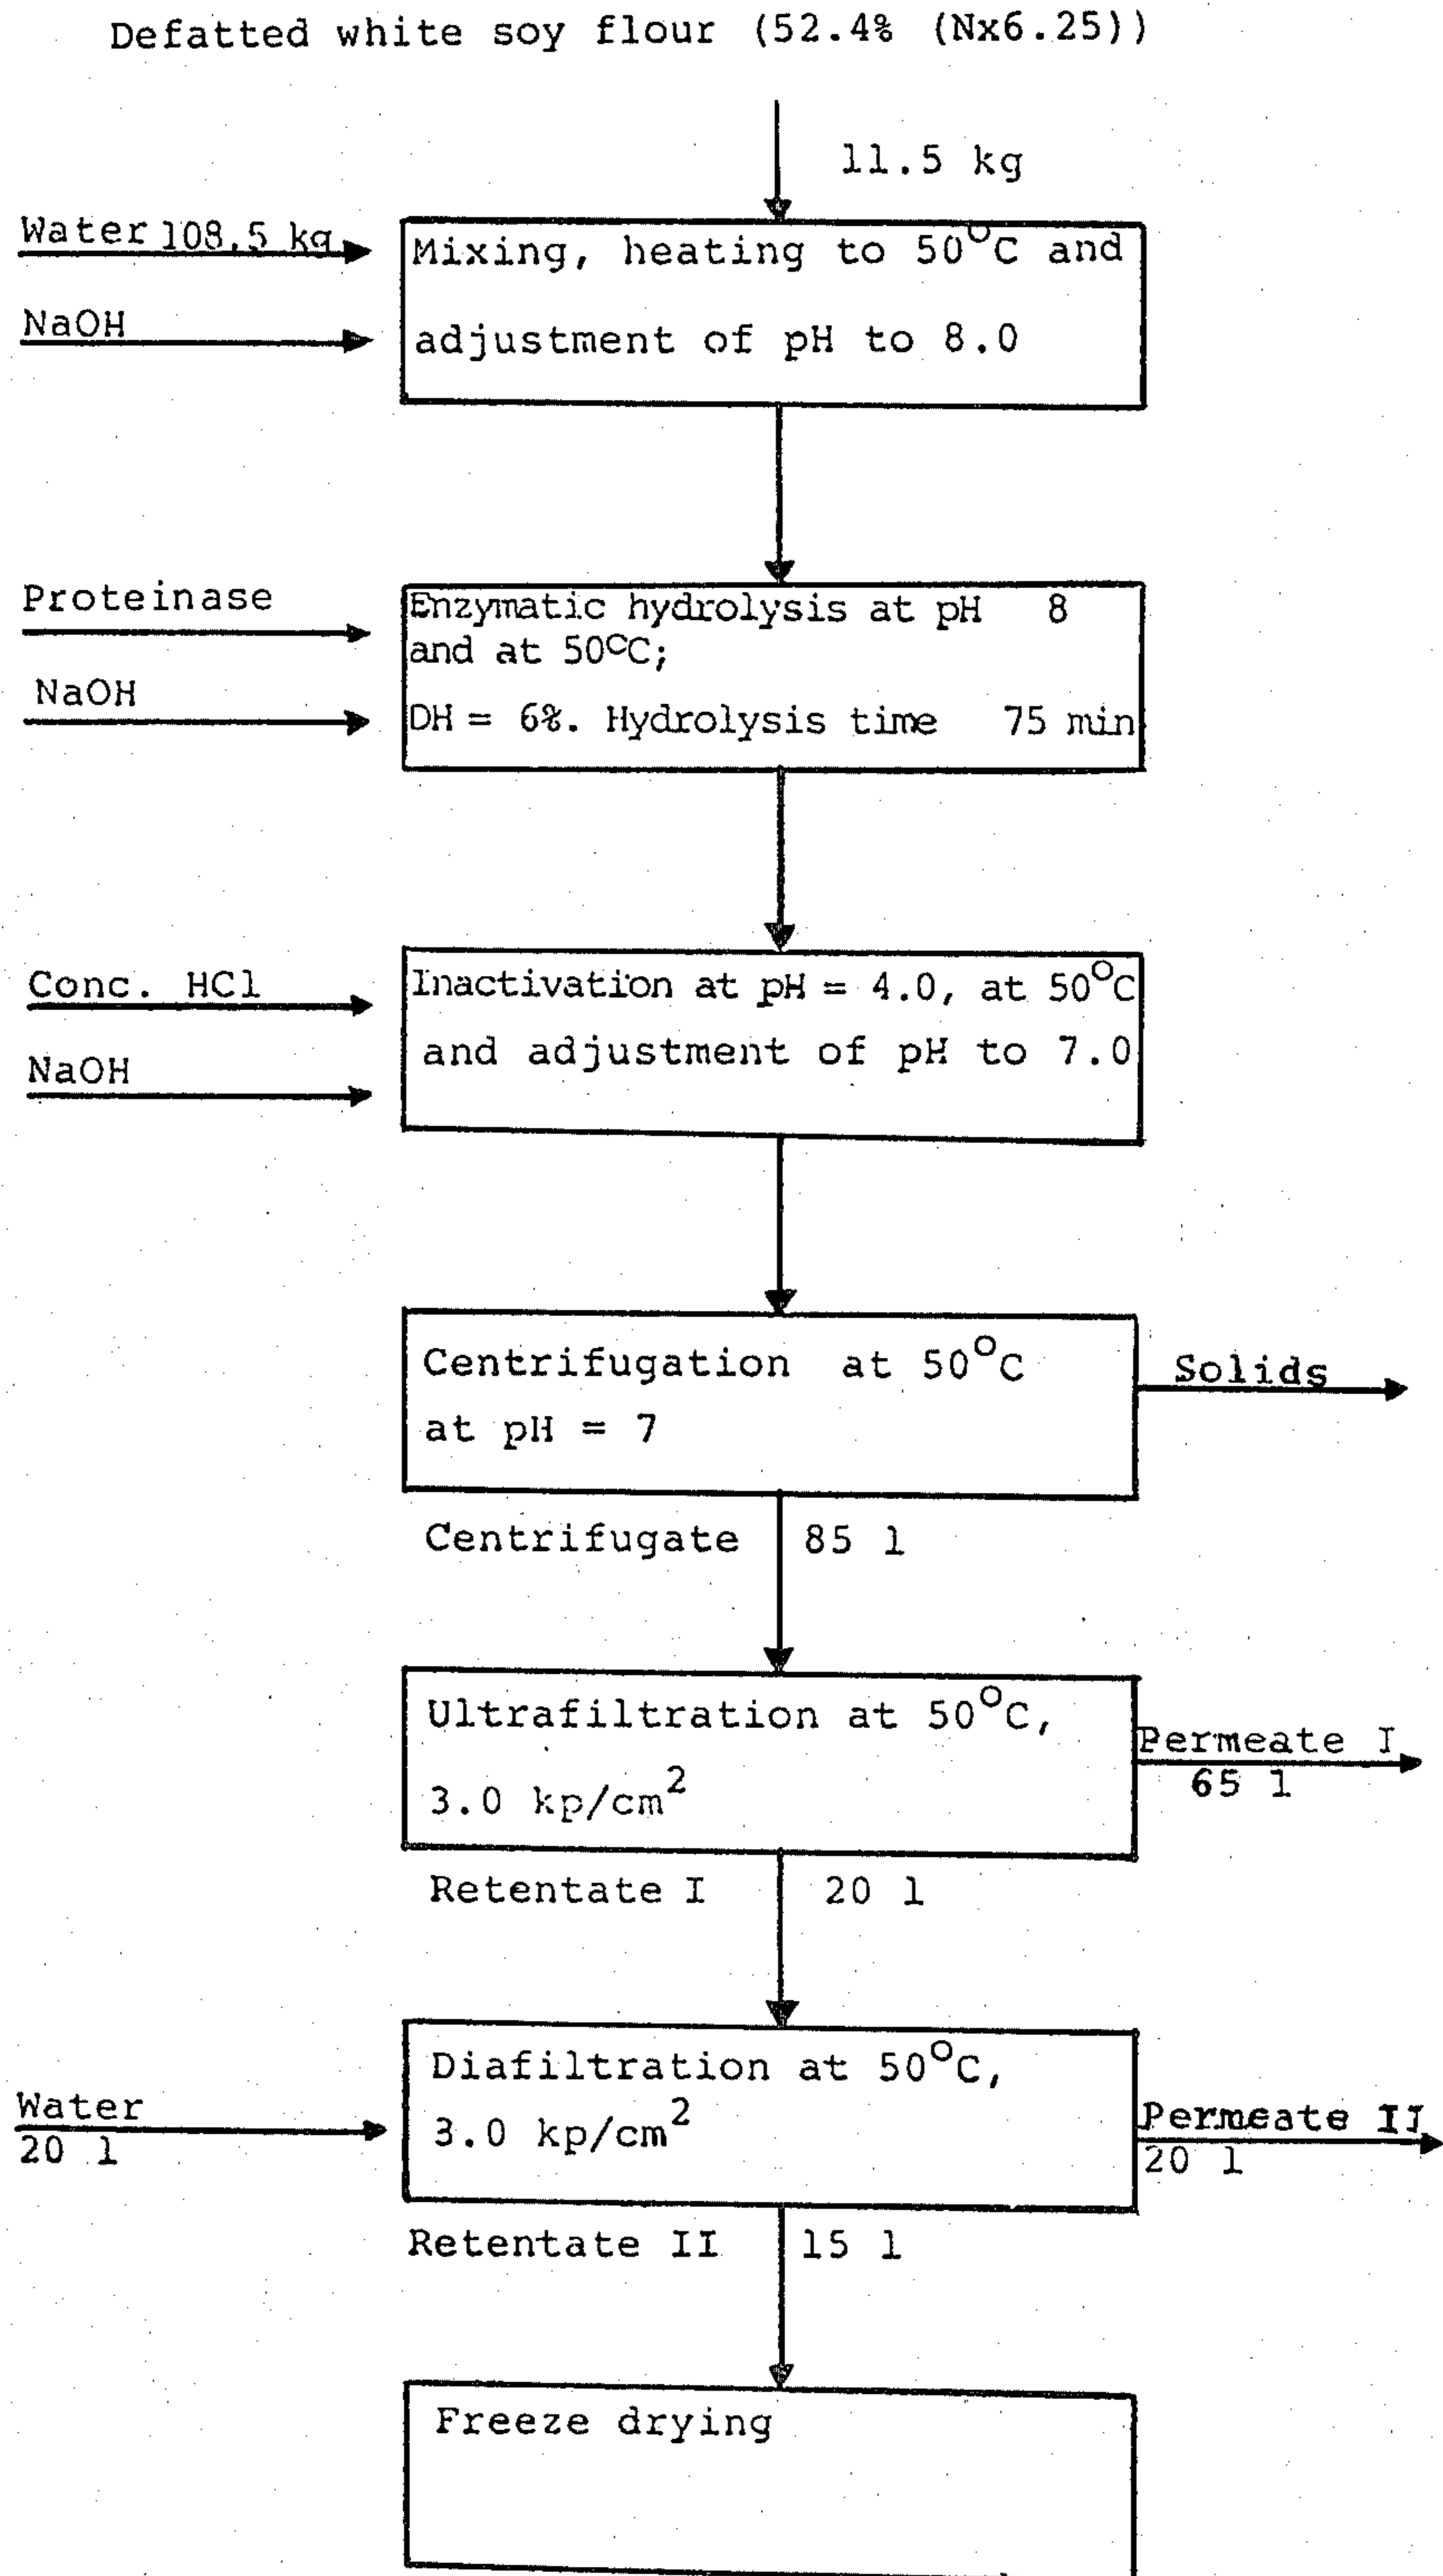 Defatted white soy flour (52.4% (Nx6.25))
11.5 kg
Water 108.5 kg
NaOH
Mixing, heating to 50°C and
adjustment of pH to 8.0
Proteinase
NaOH
Enzymatic hydrolysis at pH 8
and at 50°C;
DH = 6%. Hydrolysis time 75 min
Conc. HCl
NaOH
Inactivation at pH = 4.0, at 50°C
and adjustment of pH to 7.0
Centrifugation at 50°C
at pH = 7
Solids
Centrifugate 85 l
Ultrafiltration at 50°C,
3.0 kp/cm²
Permeate I
65 l
Retentate I 20 l
Water
20 l
Diafiltration at 50°C,
3.0 kp/cm²
Permeate II
20 l
Retentate II 15 l
Freeze drying